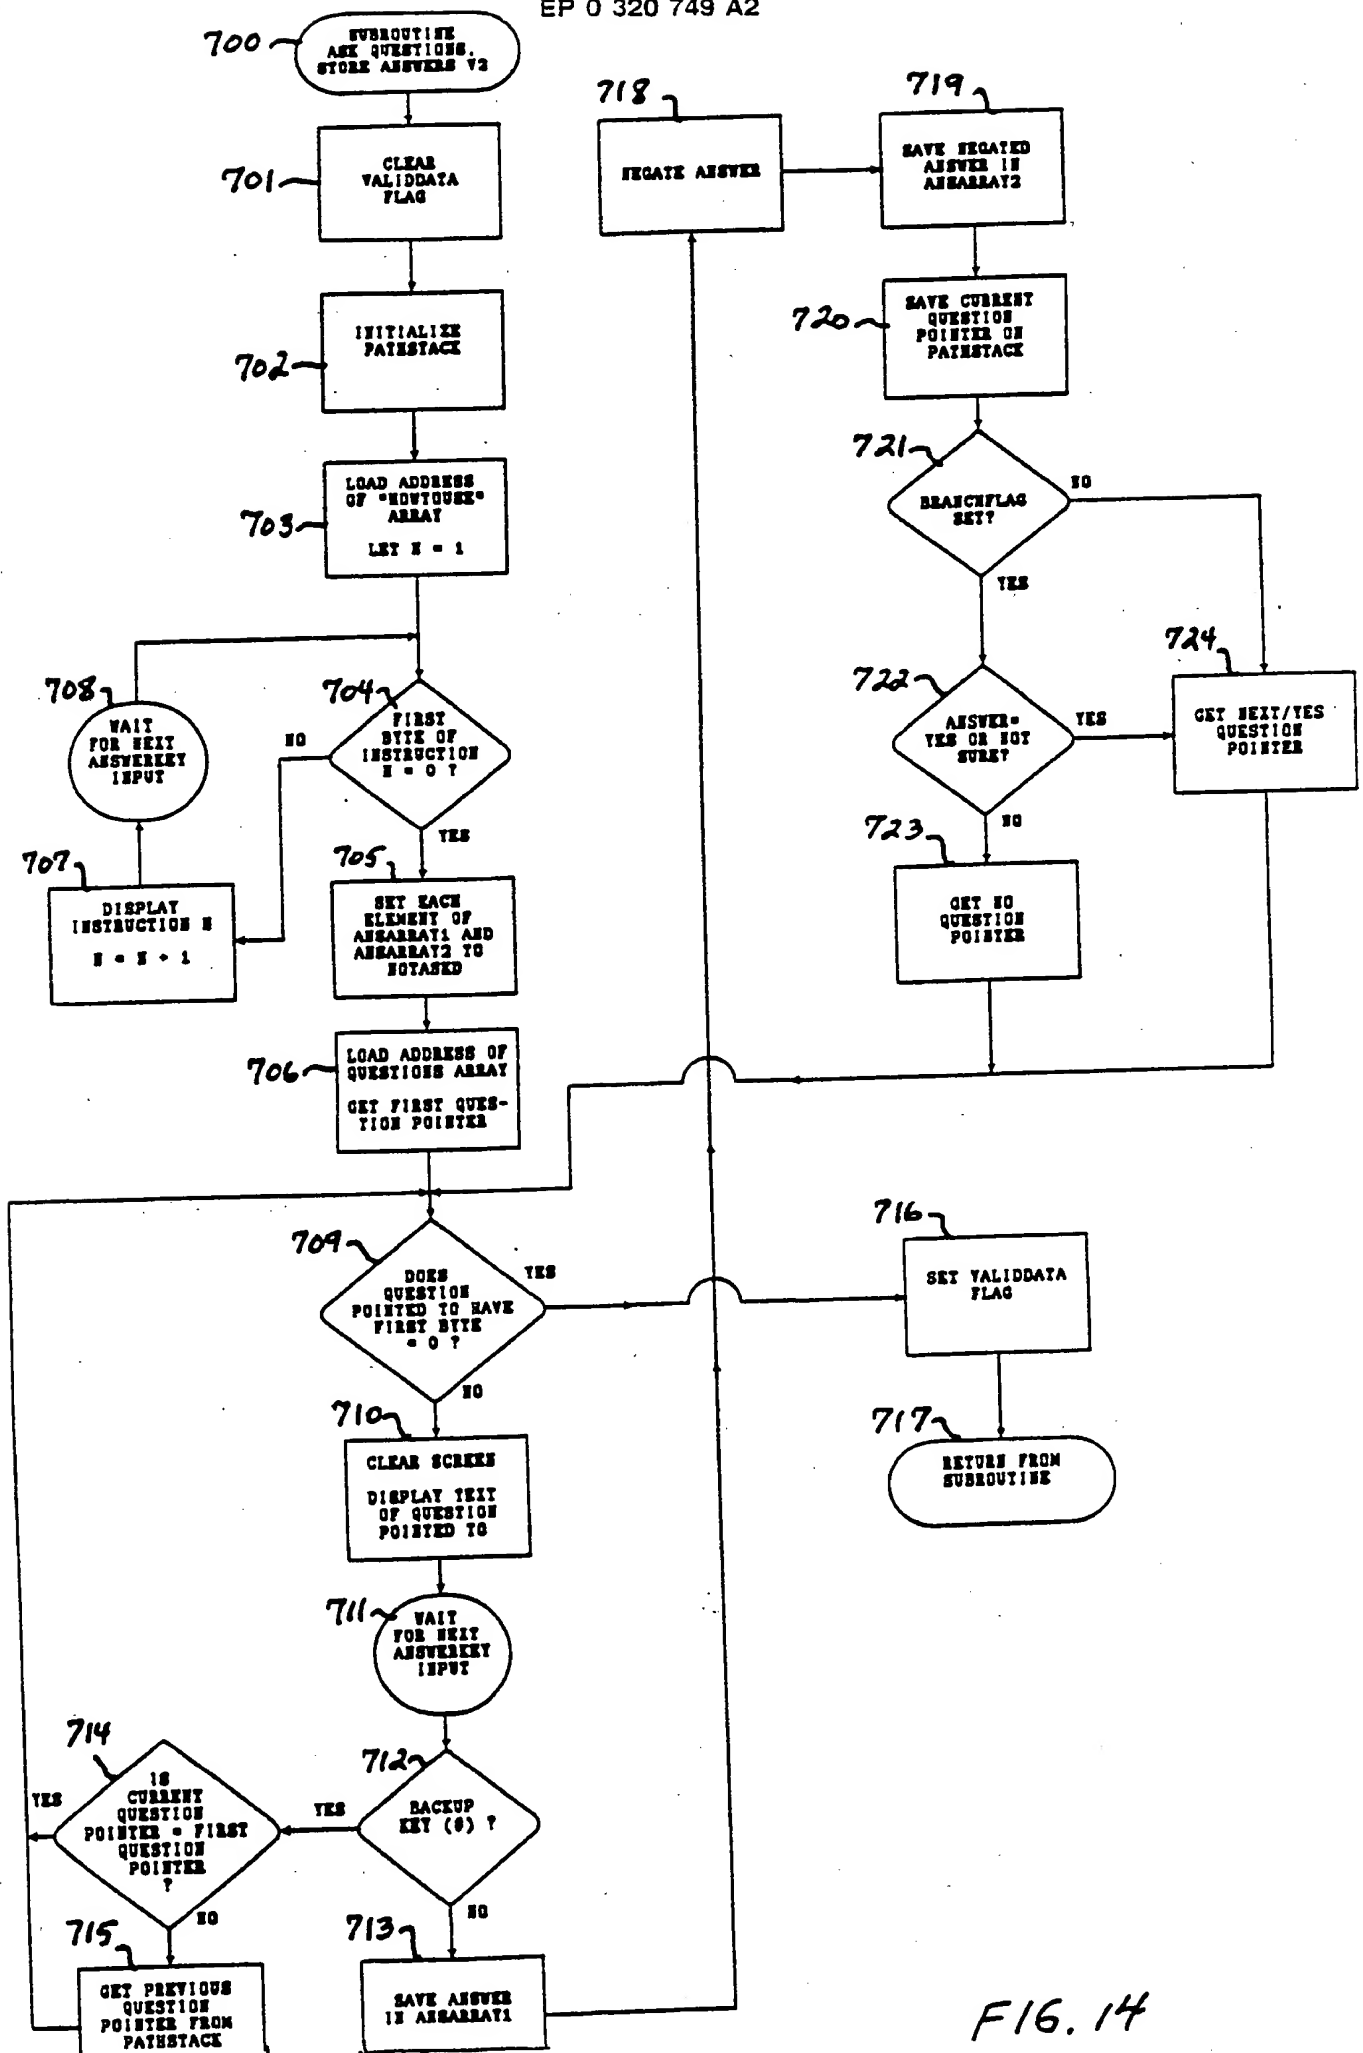 EP 0 320 749 A2
700
SUBROUTINE
ASK QUESTIONS,
STORE ANSWERS V2
701
CLEAR
VALIDDATA
FLAG
702
INITIALIZE
PATHSTACK
703
LOAD ADDRESS
OF "HOWTOUSE"
ARRAY
LET N = 1
704
FIRST
BYTE OF
INSTRUCTION
N = 0 ?
NO
YES
708
WAIT
FOR NEXT
ANSWERKEY
INPUT
707
DISPLAY
INSTRUCTION N
N = N + 1
705
SET EACH
ELEMENT OF
ANSARRAY1 AND
ANSARRAY2 TO
NOTASKD
706
LOAD ADDRESS OF
QUESTIONS ARRAY
GET FIRST QUES-
TION POINTER
709
DOES
QUESTION
POINTED TO HAVE
FIRST BYTE
= 0 ?
YES
NO
710
CLEAR SCREEN
DISPLAY TEXT
OF QUESTION
POINTED TO
711
WAIT
FOR NEXT
ANSWERKEY
INPUT
712
BACKUP
KEY (8) ?
YES
NO
714
IS
CURRENT
QUESTION
POINTER = FIRST
QUESTION
POINTER
?
YES
NO
715
GET PREVIOUS
QUESTION
POINTER FROM
PATHSTACK
713
SAVE ANSWER
IN ANSARRAY1
718
NEGATE ANSWER
719
SAVE NEGATED
ANSWER IN
ANSARRAY2
720
SAVE CURRENT
QUESTION
POINTER ON
PATHSTACK
721
BRANCHFLAG
SET?
NO
YES
722
ANSWER=
YES OR NOT
SURE?
YES
NO
724
GET NEXT/YES
QUESTION
POINTER
723
GET NO
QUESTION
POINTER
716
SET VALIDDATA
FLAG
717
RETURN FROM
SUBROUTINE
FIG. 14